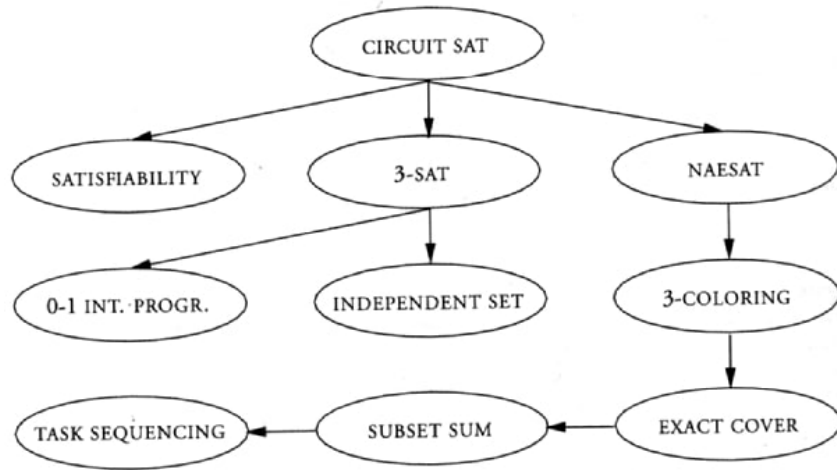 CIRCUIT SAT
SATISFIABILITY
3-SAT
NAESAT
0-1 INT. PROGR.
INDEPENDENT SET
3-COLORING
TASK SEQUENCING
SUBSET SUM
EXACT COVER